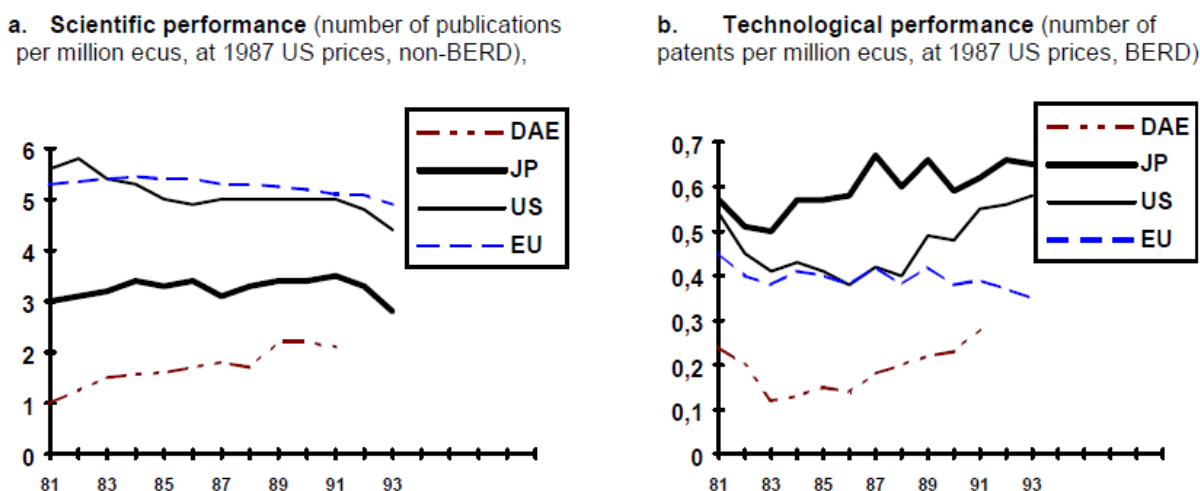 a. Scientific performance (number of publications
per million ecus, at 1987 US prices, non-BERD),
DAE
JP
US
EU
6
5
4
3
2
1
0
81 83 85 87 89 91 93
b. Technological performance (number of
patents per million ecus, at 1987 US prices, BERD)
DAE
JP
US
EU
0,7
0,6
0,5
0,4
0,3
0,2
0,1
0
81 83 85 87 89 91 93